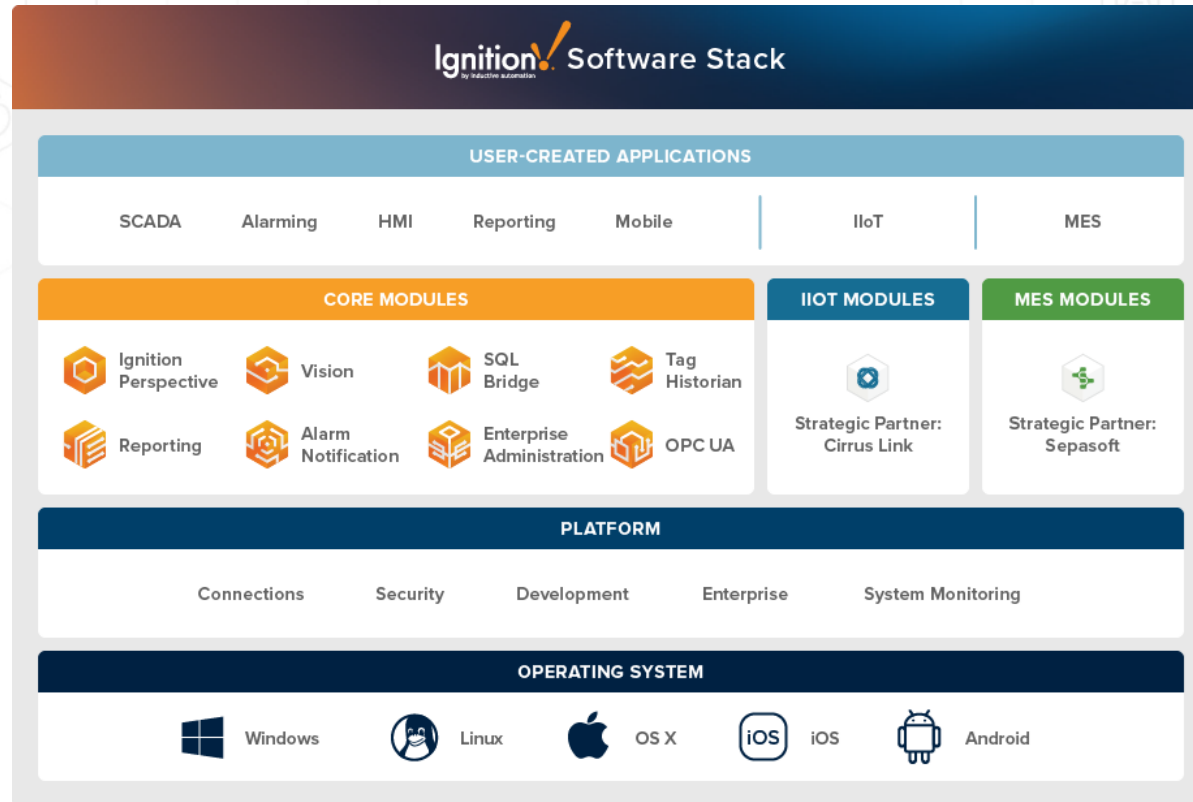 Ignition! Software Stack
by inductive automation
USER-CREATED APPLICATIONS
SCADA Alarming HMI Reporting Mobile IIoT MES
CORE MODULES
Ignition
Perspective
Vision
SQL
Bridge
Tag
Historian
Reporting
Alarm
Notification
Enterprise
Administration
OPC UA
IIOT MODULES
Strategic Partner:
Cirrus Link
MES MODULES
Strategic Partner:
Sepasoft
PLATFORM
Connections Security Development Enterprise System Monitoring
OPERATING SYSTEM
Windows Linux OS X iOS iOS Android